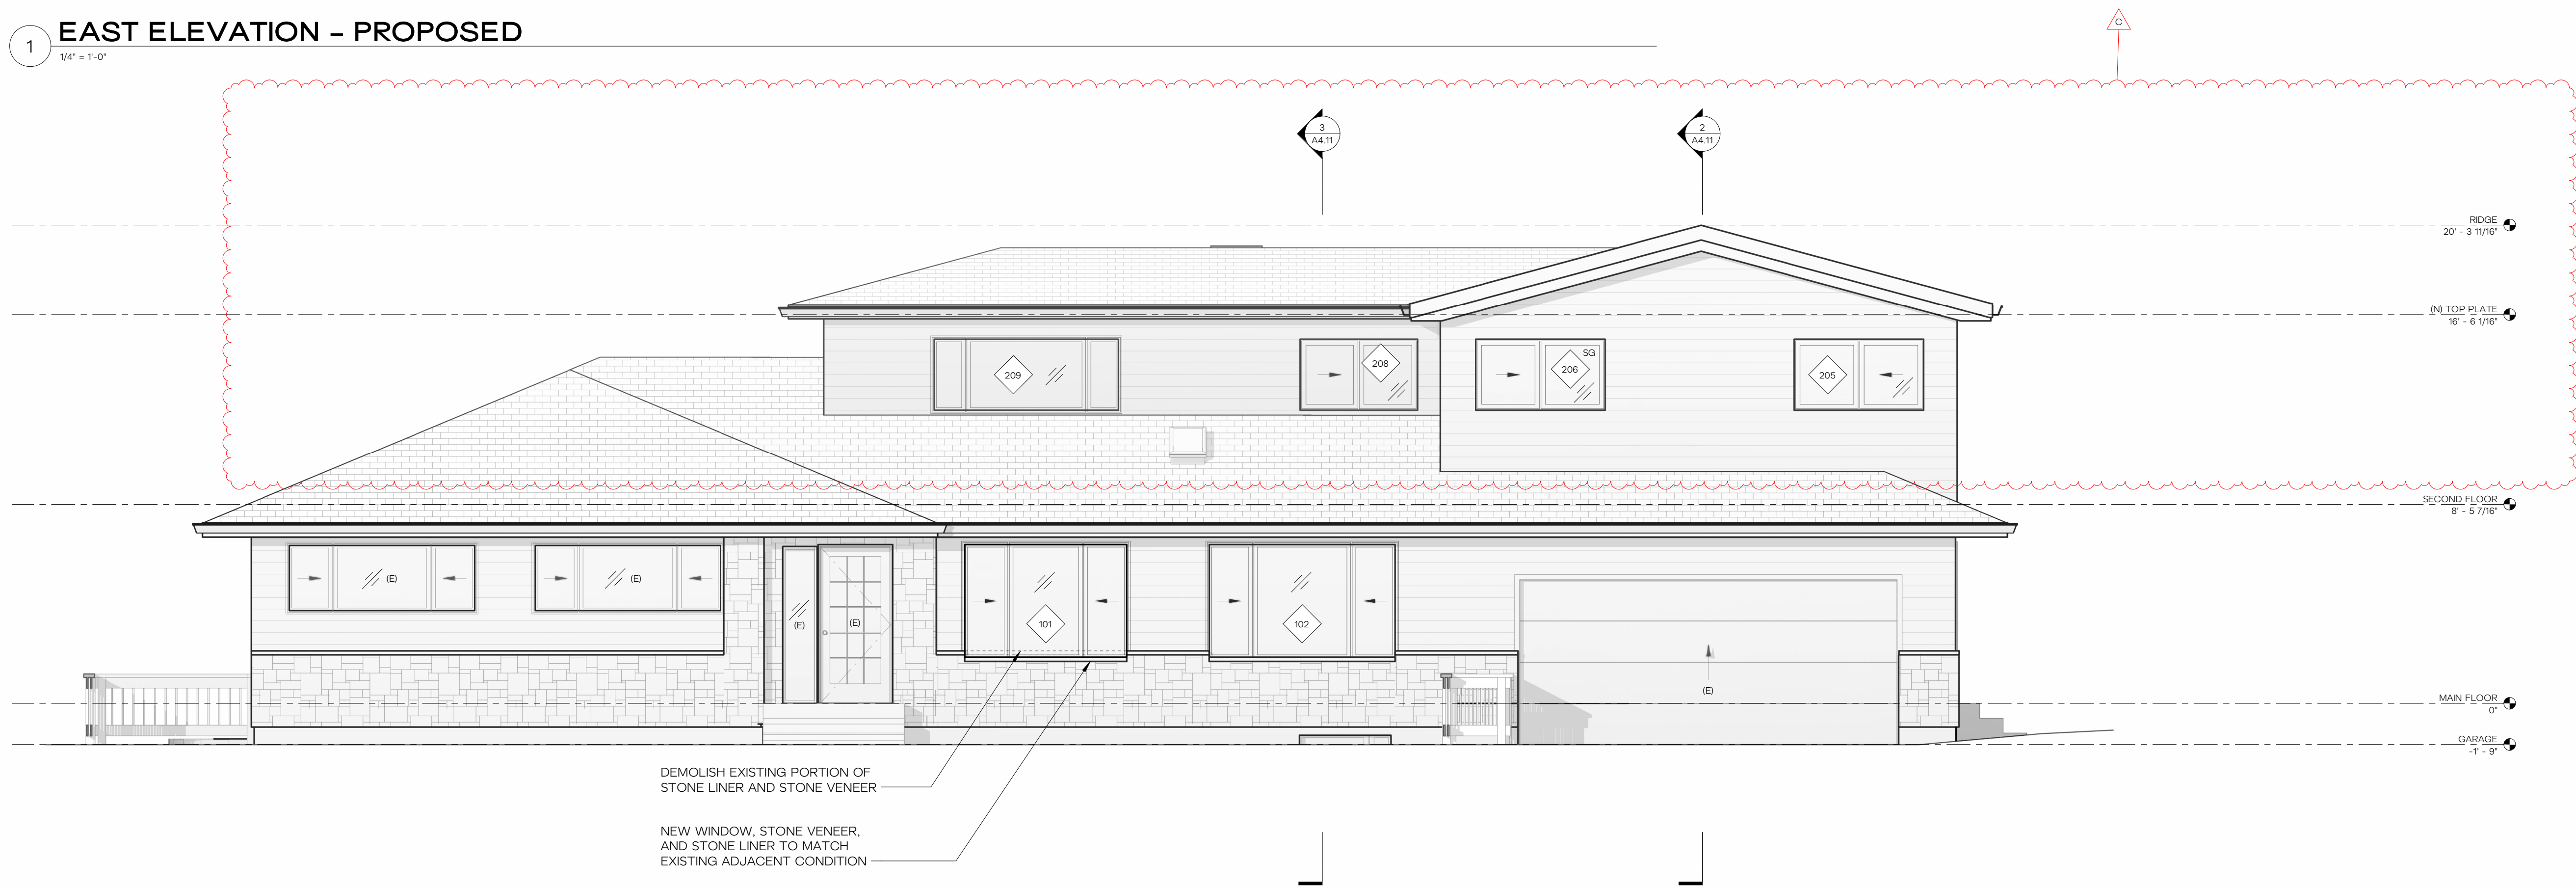 1
EAST ELEVATION - PROPOSED
1/4" = 1'-0"
C
3
A4.11
2
A4.11
RIDGE
20' - 3 11/16"
(N) TOP PLATE
16' - 6 1/16"
209
208
206
SG
205
SECOND FLOOR
8' - 5 7/16"
(E)
(E)
(E)
(E)
101
102
(E)
MAIN FLOOR
0"
GARAGE
-1' - 9"
DEMOLISH EXISTING PORTION OF
STONE LINER AND STONE VENEER
NEW WINDOW, STONE VENEER,
AND STONE LINER TO MATCH
EXISTING ADJACENT CONDITION